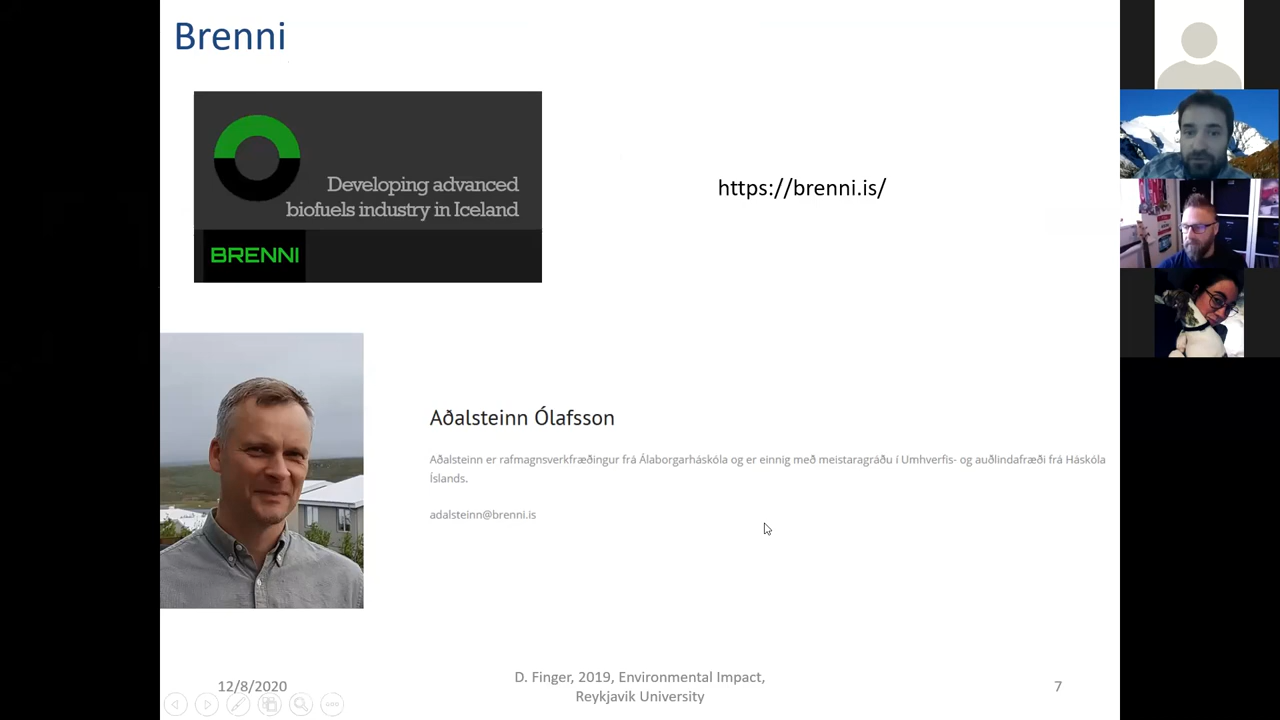 Brenni
Developing advanced
biofuels industry in Iceland
BRENNI
https://brenni.is/
Aðalsteinn Ólafsson
Aðalsteinn er rafmagnsverkfræðingur frá Álaborgarháskóla og er einnig með meistaragráðu í Umhverfis- og auðlindafræði frá Háskóla
Íslands.
adalsteinn@brenni.is
12/8/2020
D. Finger, 2019, Environmental Impact,
Reykjavik University
7